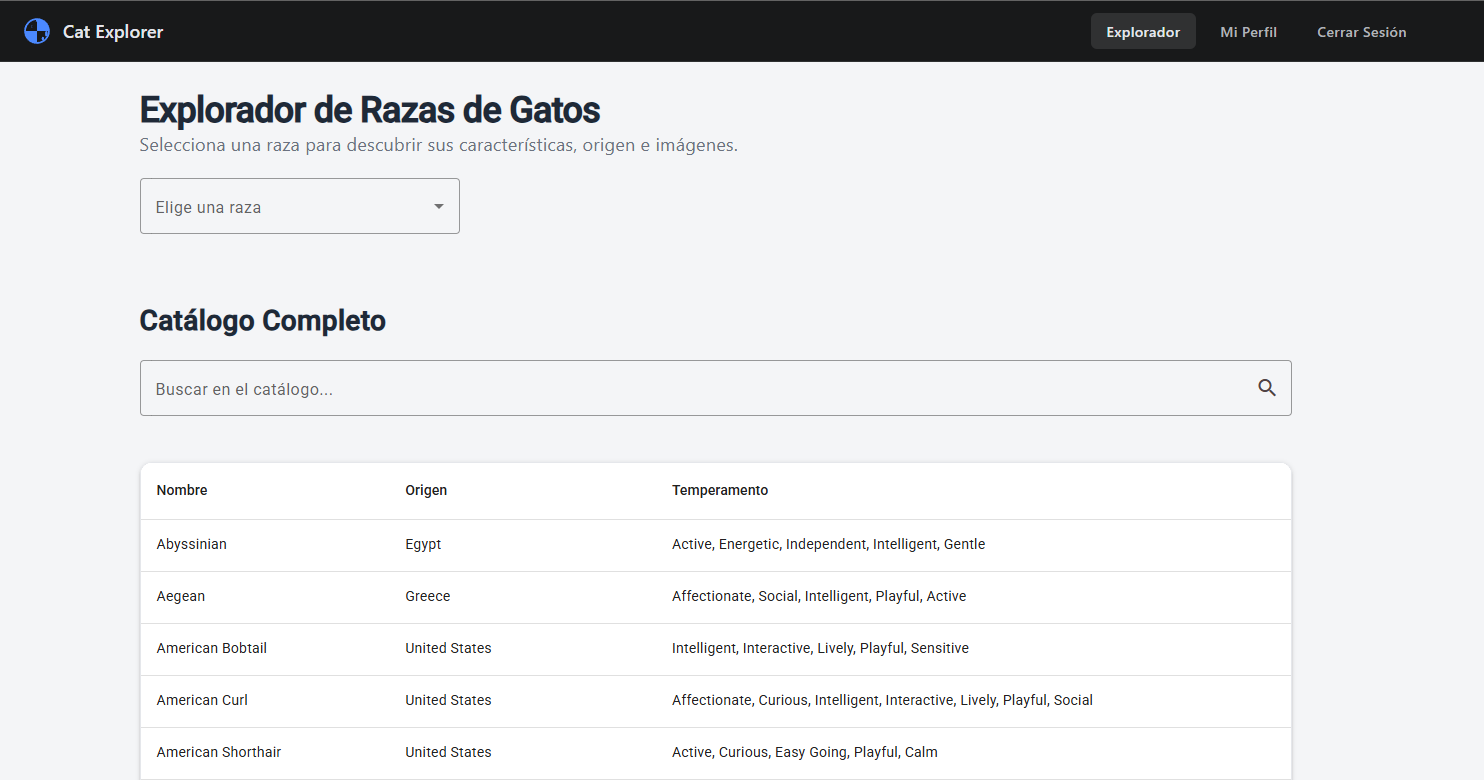 Cat Explorer Explorador Mi Perfil Cerrar Sesión
Explorador de Razas de Gatos
Selecciona una raza para descubrir sus características, origen e imágenes.
Elige una raza
Catálogo Completo
Buscar en el catálogo...
Nombre Origen Temperamento
Abyssinian Egypt Active, Energetic, Independent, Intelligent, Gentle
Aegean Greece Affectionate, Social, Intelligent, Playful, Active
American Bobtail United States Intelligent, Interactive, Lively, Playful, Sensitive
American Curl United States Affectionate, Curious, Intelligent, Interactive, Lively, Playful, Social
American Shorthair United States Active, Curious, Easy Going, Playful, Calm